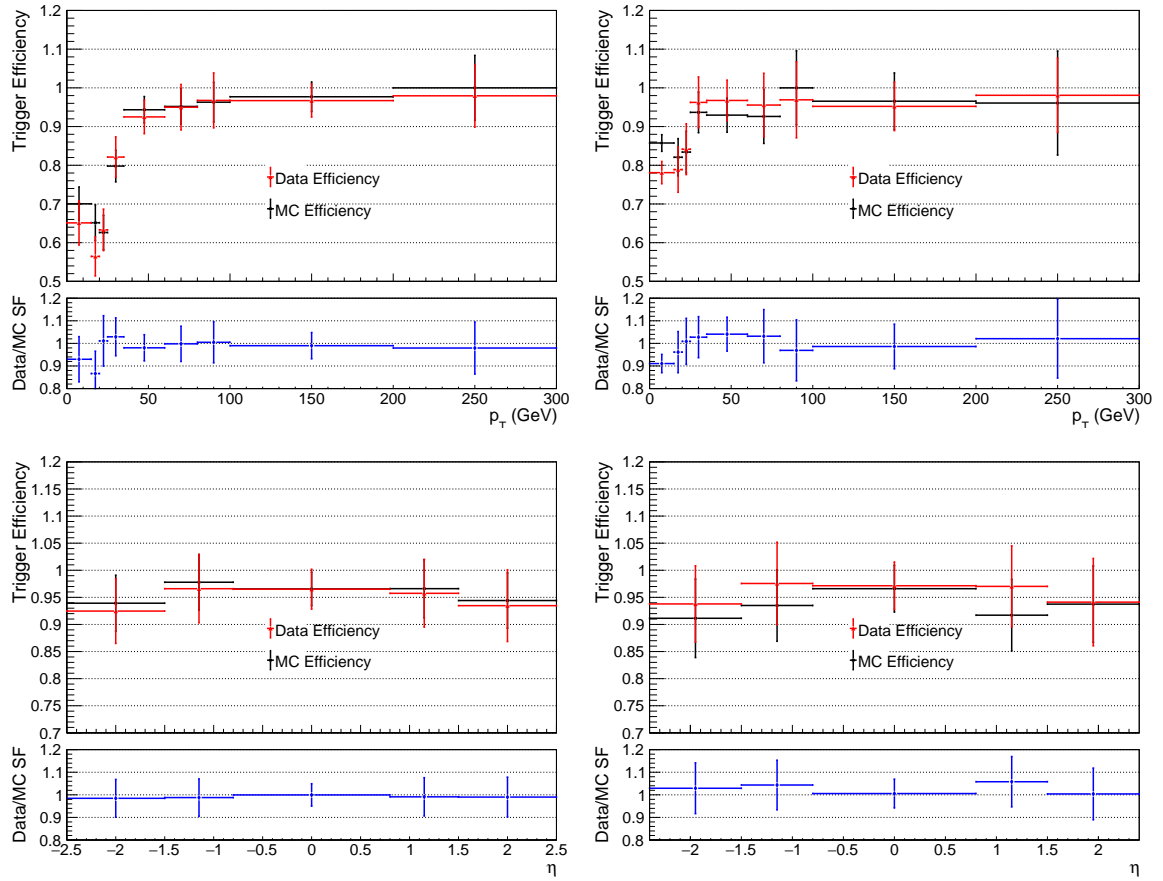 Trigger Efficiency
1.2
1.1
1
0.9
0.8
0.7
0.6
0.5
Data Efficiency
MC Efficiency
Data/MC SF
1.2
1.1
1
0.9
0.8
0 50 100 150 200 250 300
p_T (GeV)
Trigger Efficiency
1.2
1.1
1
0.9
0.8
0.7
0.6
0.5
Data Efficiency
MC Efficiency
Data/MC SF
1.2
1.1
1
0.9
0.8
0 50 100 150 200 250 300
p_T (GeV)
Trigger Efficiency
1.2
1.15
1.1
1.05
1
0.95
0.9
0.85
0.8
0.75
0.7
Data Efficiency
MC Efficiency
Data/MC SF
1.2
1.1
1
0.9
0.8
−2.5 −2 −1.5 −1 −0.5 0 0.5 1 1.5 2 2.5
η
Trigger Efficiency
1.2
1.15
1.1
1.05
1
0.95
0.9
0.85
0.8
0.75
0.7
Data Efficiency
MC Efficiency
Data/MC SF
1.2
1.1
1
0.9
0.8
−2 −1.5 −1 −0.5 0 0.5 1 1.5 2
η